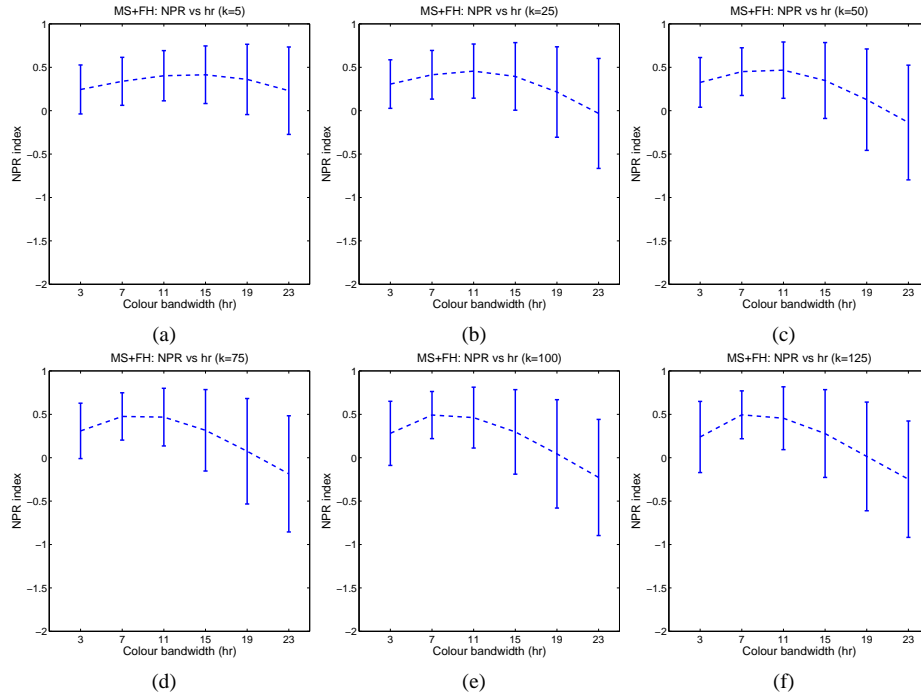 MS+FH: NPR vs hr (k=5)
MS+FH: NPR vs hr (k=25)
MS+FH: NPR vs hr (k=50)
1
0.5
0
−0.5
−1
−1.5
−2
NPR index
3 7 11 15 19 23
Colour bandwidth (hr)
(a)
1
0.5
0
−0.5
−1
−1.5
−2
NPR index
3 7 11 15 19 23
Colour bandwidth (hr)
(b)
1
0.5
0
−0.5
−1
−1.5
−2
NPR index
3 7 11 15 19 23
Colour bandwidth (hr)
(c)
MS+FH: NPR vs hr (k=75)
MS+FH: NPR vs hr (k=100)
MS+FH: NPR vs hr (k=125)
1
0.5
0
−0.5
−1
−1.5
−2
NPR index
3 7 11 15 19 23
Colour bandwidth (hr)
(d)
1
0.5
0
−0.5
−1
−1.5
−2
NPR index
3 7 11 15 19 23
Colour bandwidth (hr)
(e)
1
0.5
0
−0.5
−1
−1.5
−2
NPR index
3 7 11 15 19 23
Colour bandwidth (hr)
(f)